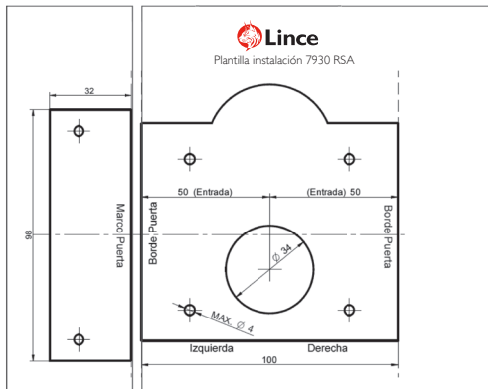 Lince
Plantilla instalación 7930 RSA
32
98
Marco Puerta
Borde Puerta
50 (Entrada)
(Entrada) 50
Borde Puerta
Ø 34
MAX. Ø 4
Izquierda
Derecha
100